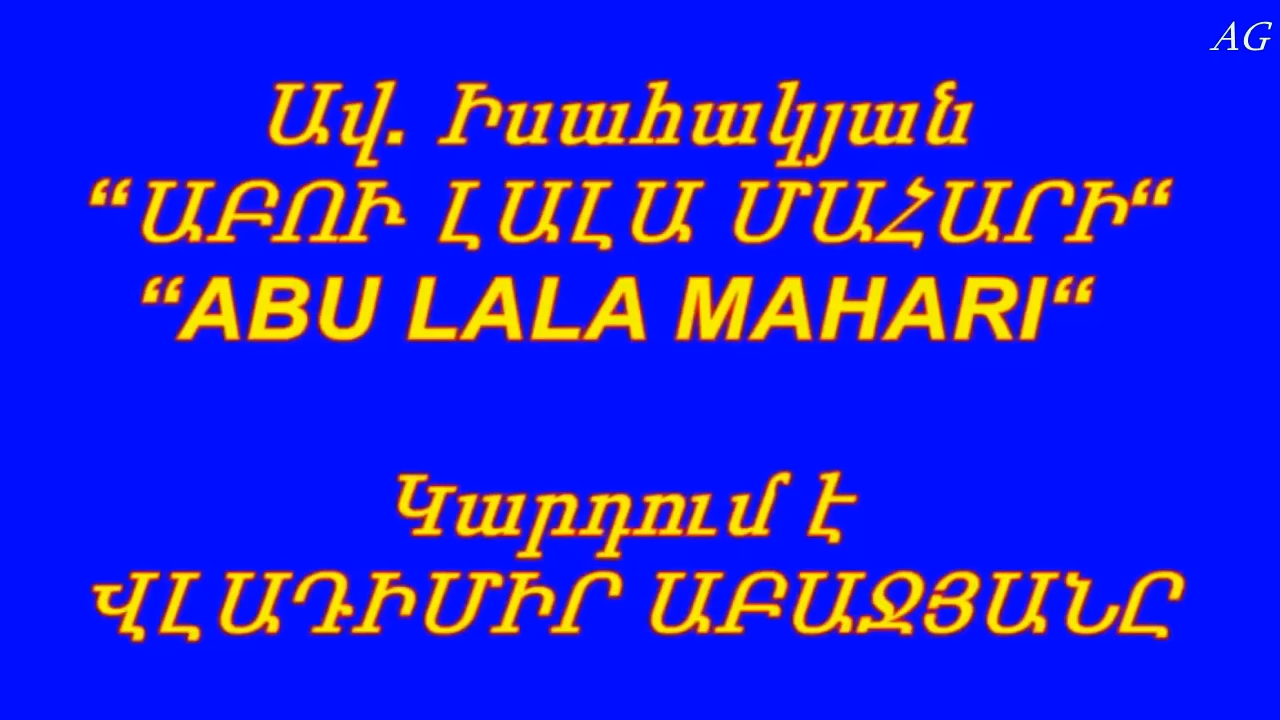 AG
Ավ. Իսահակյան
“ԱԲՈՒ ԼԱԼԱ ՄԱՀԱՐԻ“
“ABU LALA MAHARI“
Կարդում է
ՎԼԱԴԻՄԻՐ ԱԲԱՋՅԱՆԸ